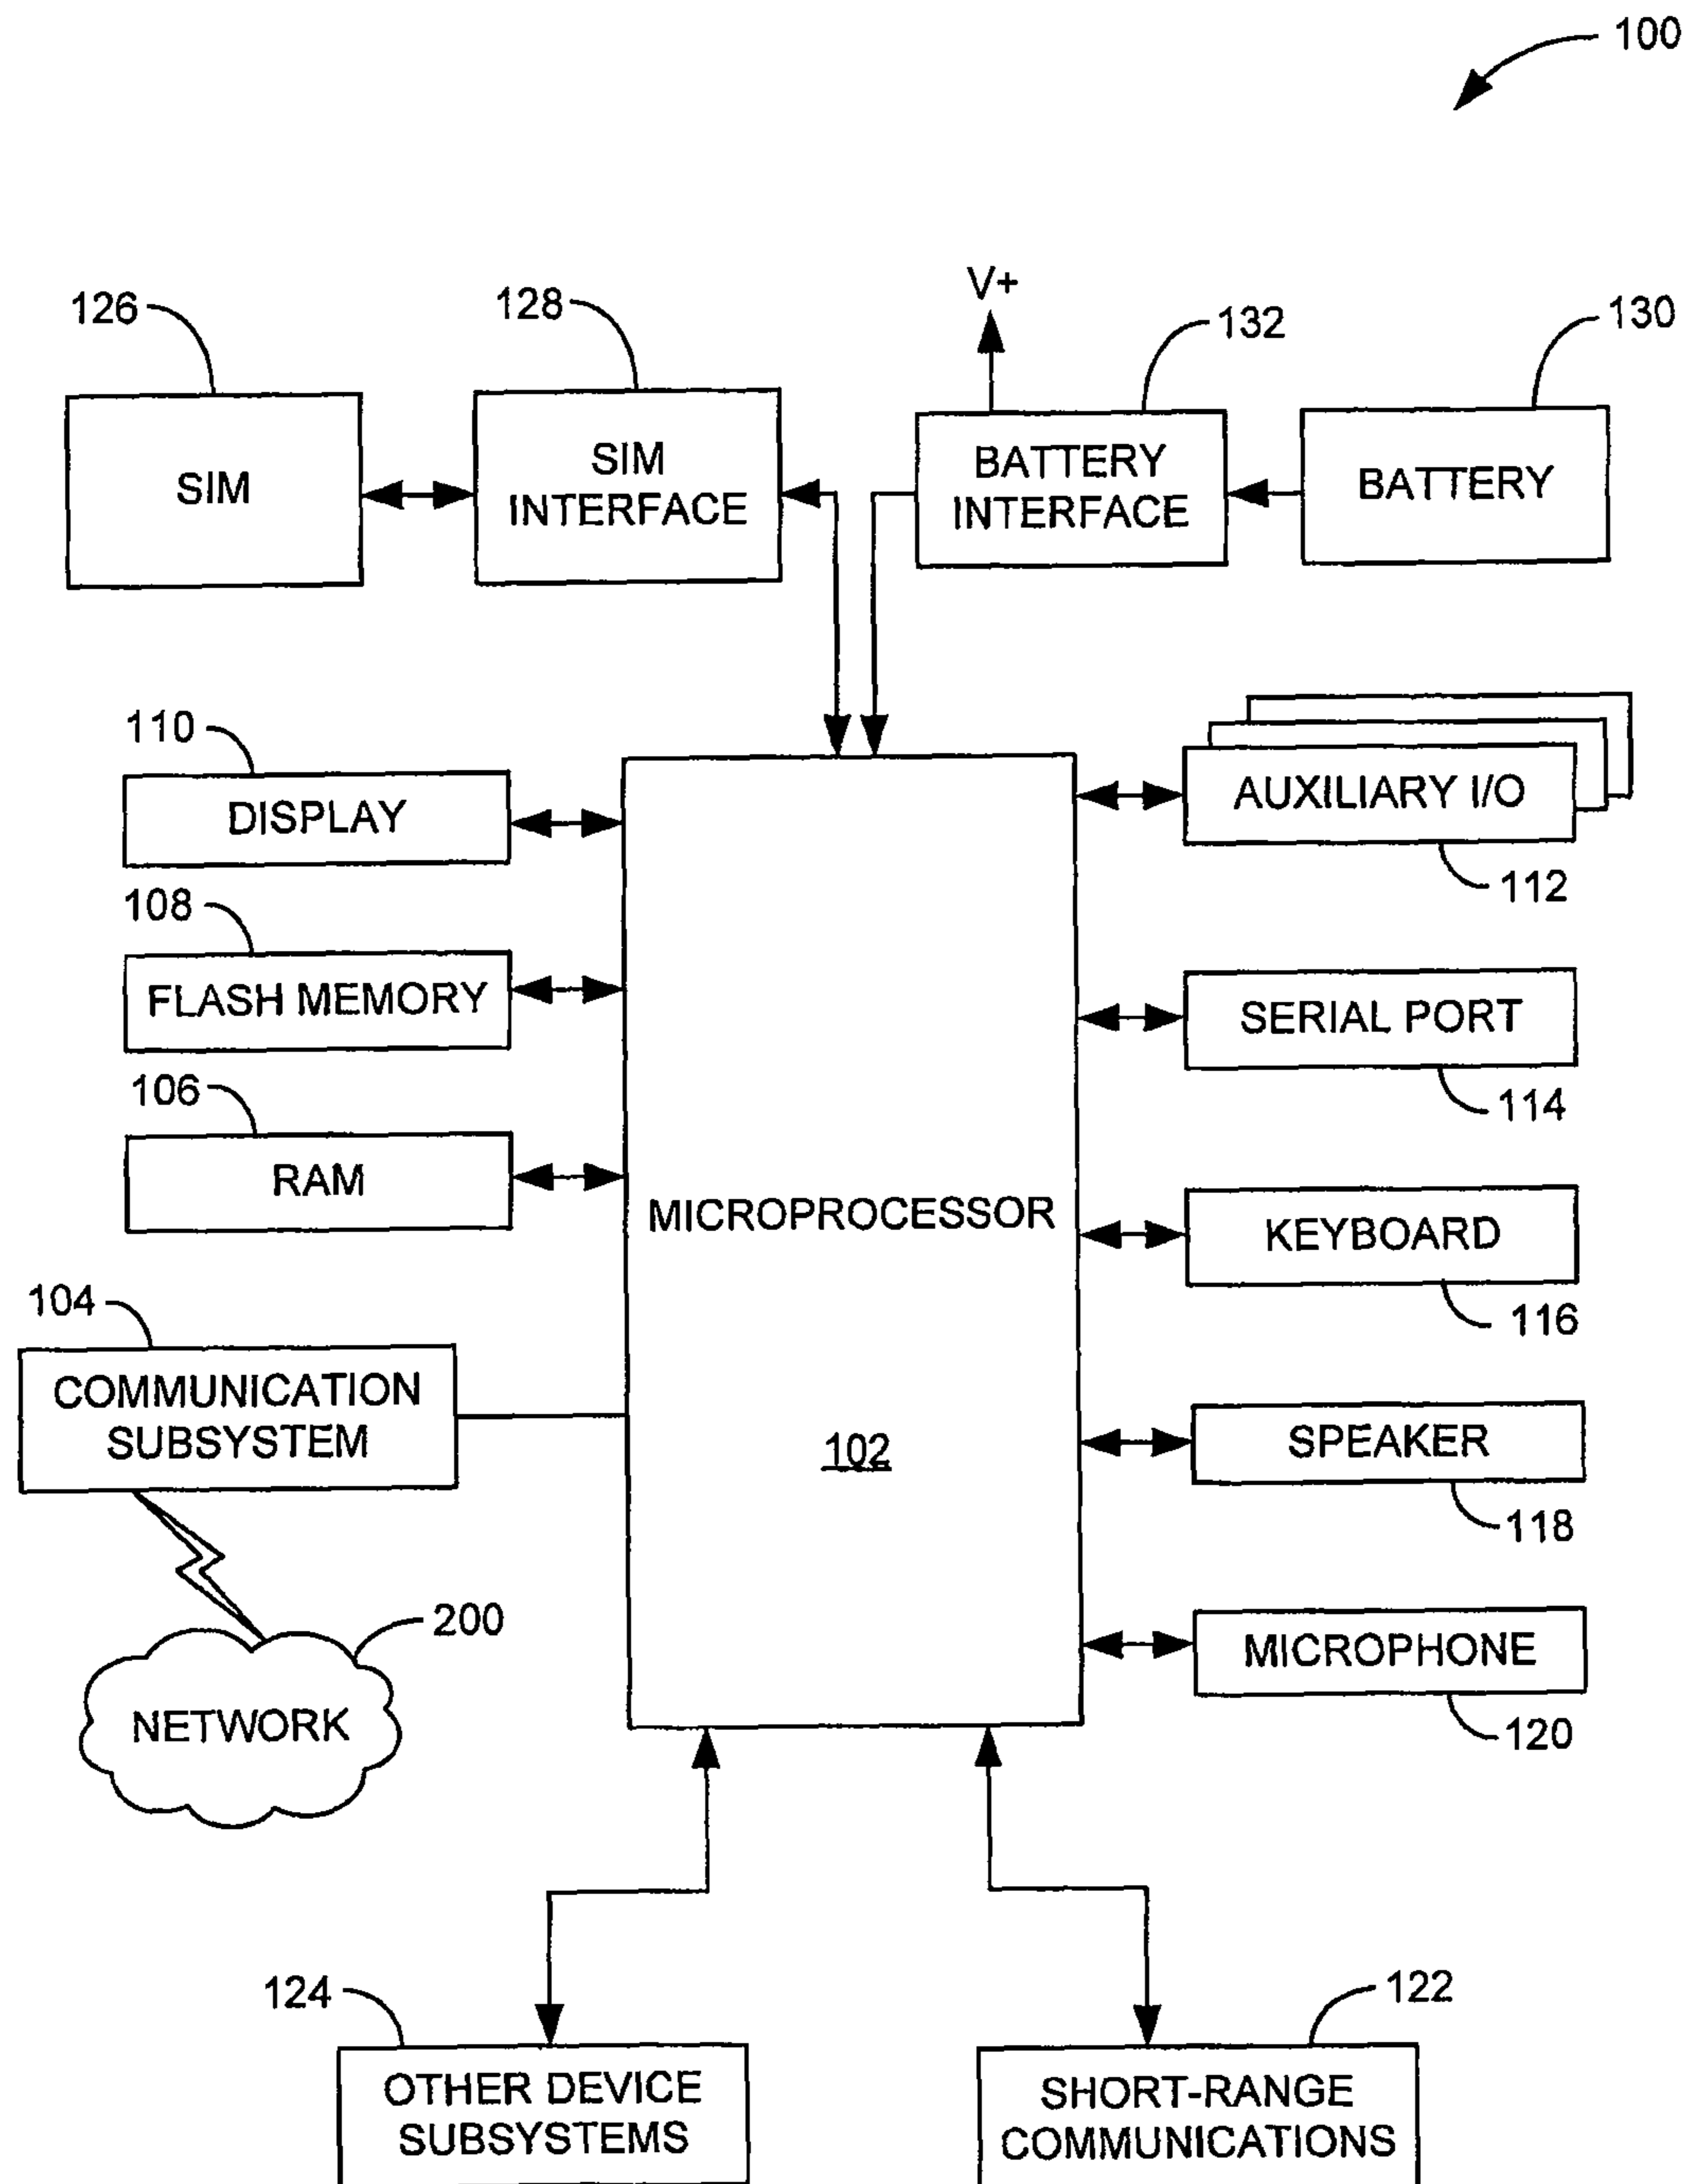 100
V+
126
128
132
130
SIM
SIM
INTERFACE
BATTERY
INTERFACE
BATTERY
110
DISPLAY
AUXILIARY I/O
112
108
FLASH MEMORY
SERIAL PORT
114
106
RAM
MICROPROCESSOR
102
KEYBOARD
116
104
COMMUNICATION
SUBSYSTEM
SPEAKER
118
200
NETWORK
MICROPHONE
120
124
OTHER DEVICE
SUBSYSTEMS
122
SHORT-RANGE
COMMUNICATIONS